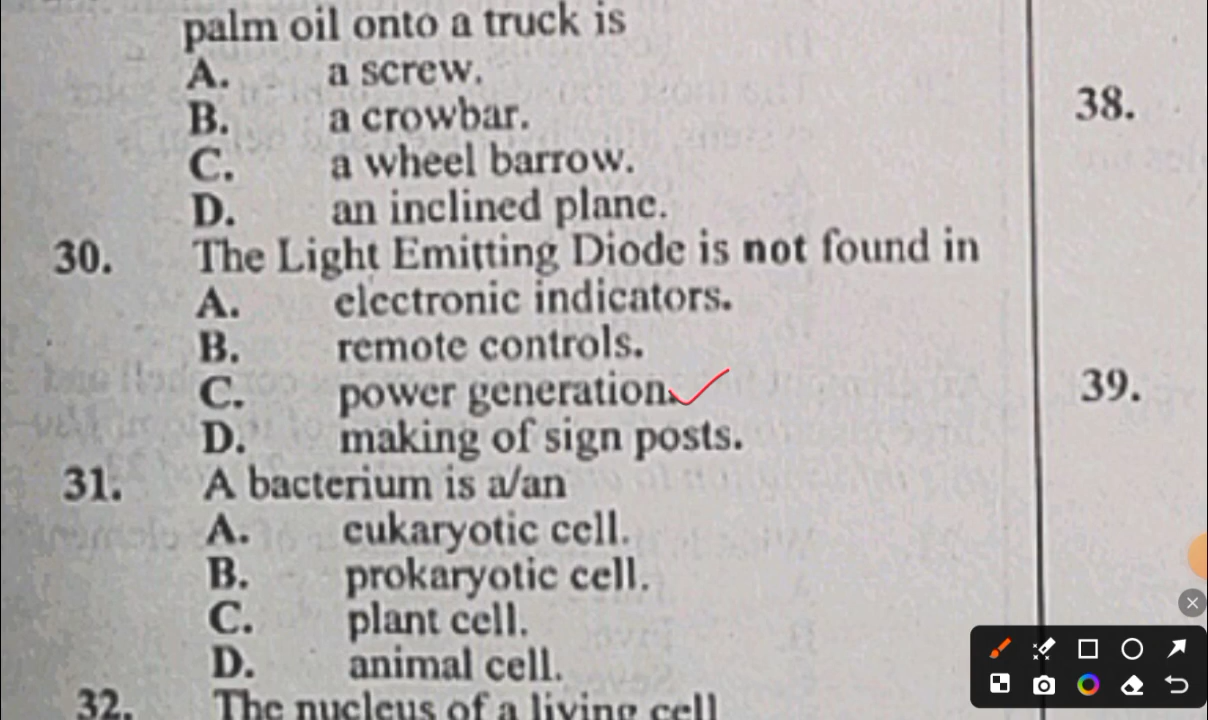 palm oil onto a truck is
A. a screw.
B. a crowbar.
C. a wheel barrow.
D. an inclined plane.
30. The Light Emitting Diode is not found in
A. electronic indicators.
B. remote controls.
C. power generation.
D. making of sign posts.
31. A bacterium is a/an
A. eukaryotic cell.
B. prokaryotic cell.
C. plant cell.
D. animal cell.
32. The nucleus of a living cell
38.
39.